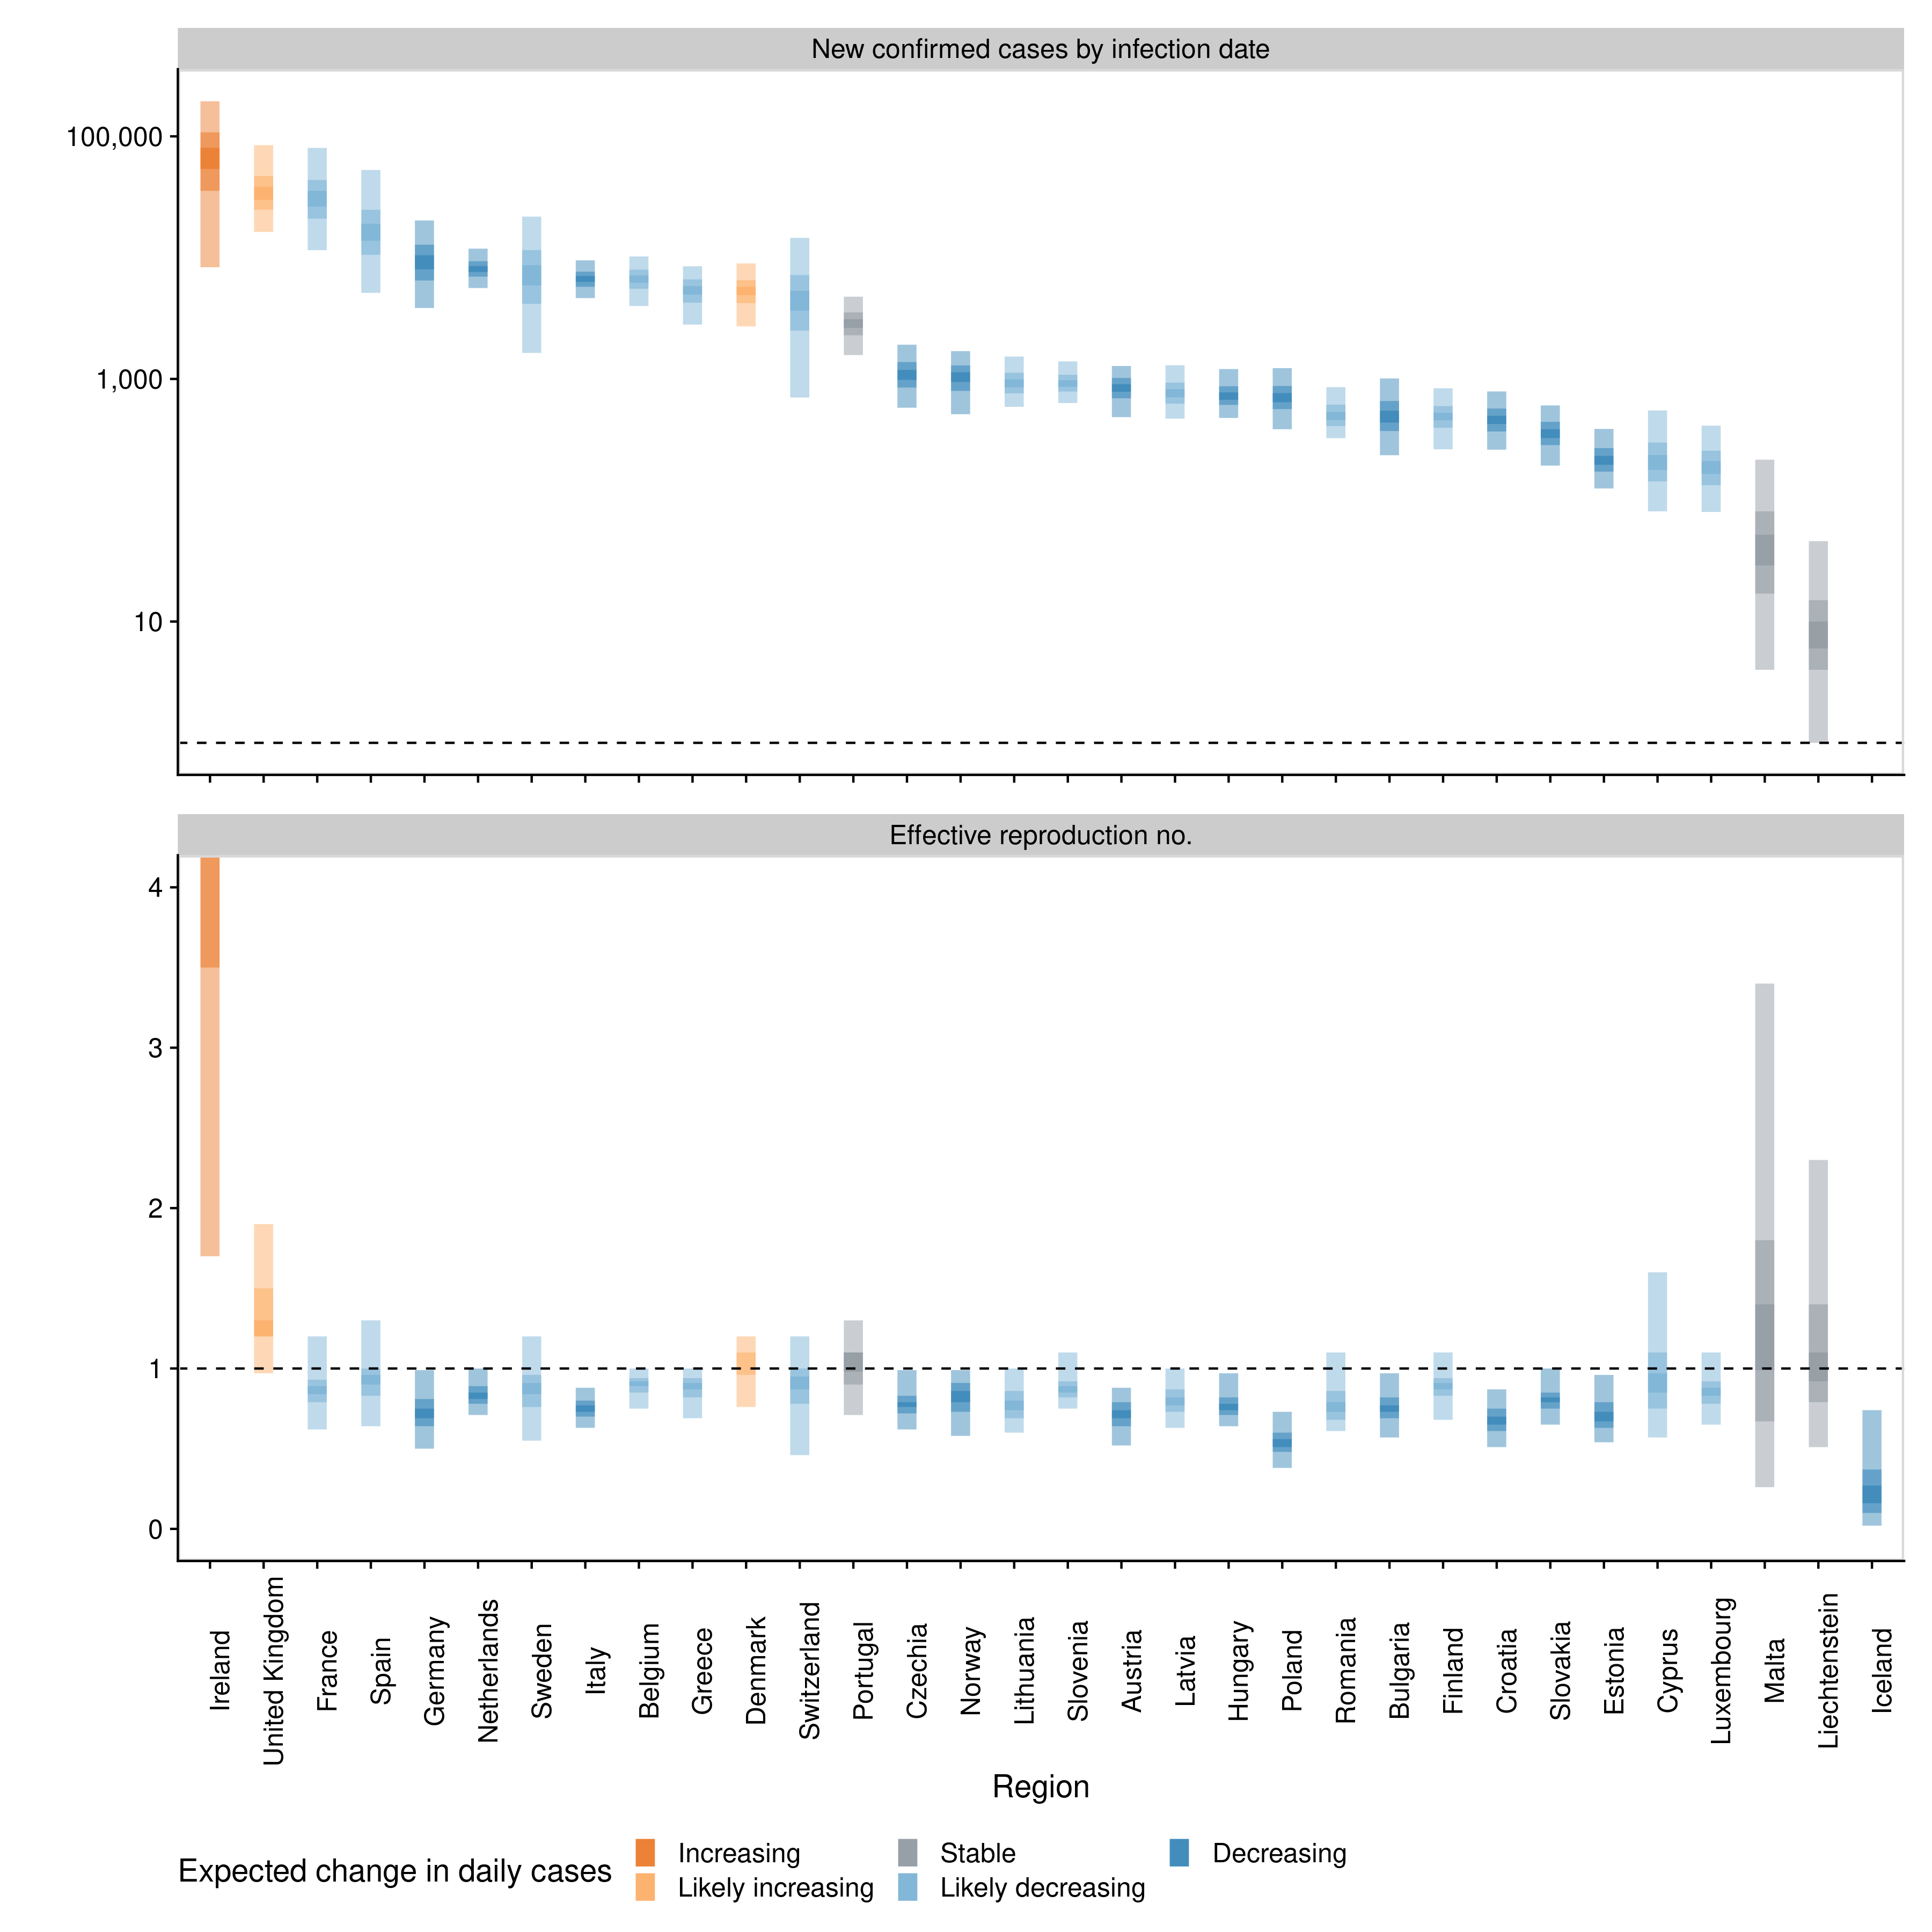 New confirmed cases by infection date
100,000
1,000
10
Effective reproduction no.
4
3
2
1
0
Ireland
United Kingdom
France
Spain
Germany
Netherlands
Sweden
Italy
Belgium
Greece
Denmark
Switzerland
Portugal
Czechia
Norway
Lithuania
Slovenia
Austria
Latvia
Hungary
Poland
Romania
Bulgaria
Finland
Croatia
Slovakia
Estonia
Cyprus
Luxembourg
Malta
Liechtenstein
Iceland
Region
Expected change in daily cases
Increasing
Likely increasing
Stable
Likely decreasing
Decreasing